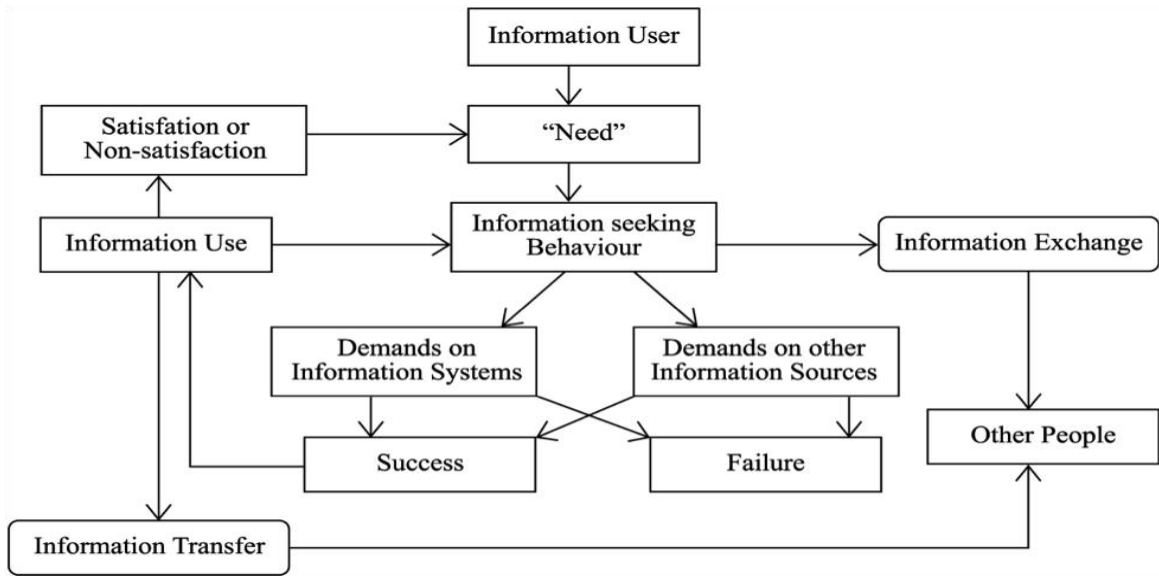 Information User
Satisfation or
Non-satisfaction
“Need”
Information Use
Information seeking
Behaviour
Information Exchange
Demands on
Information Systems
Demands on other
Information Sources
Other People
Success
Failure
Information Transfer